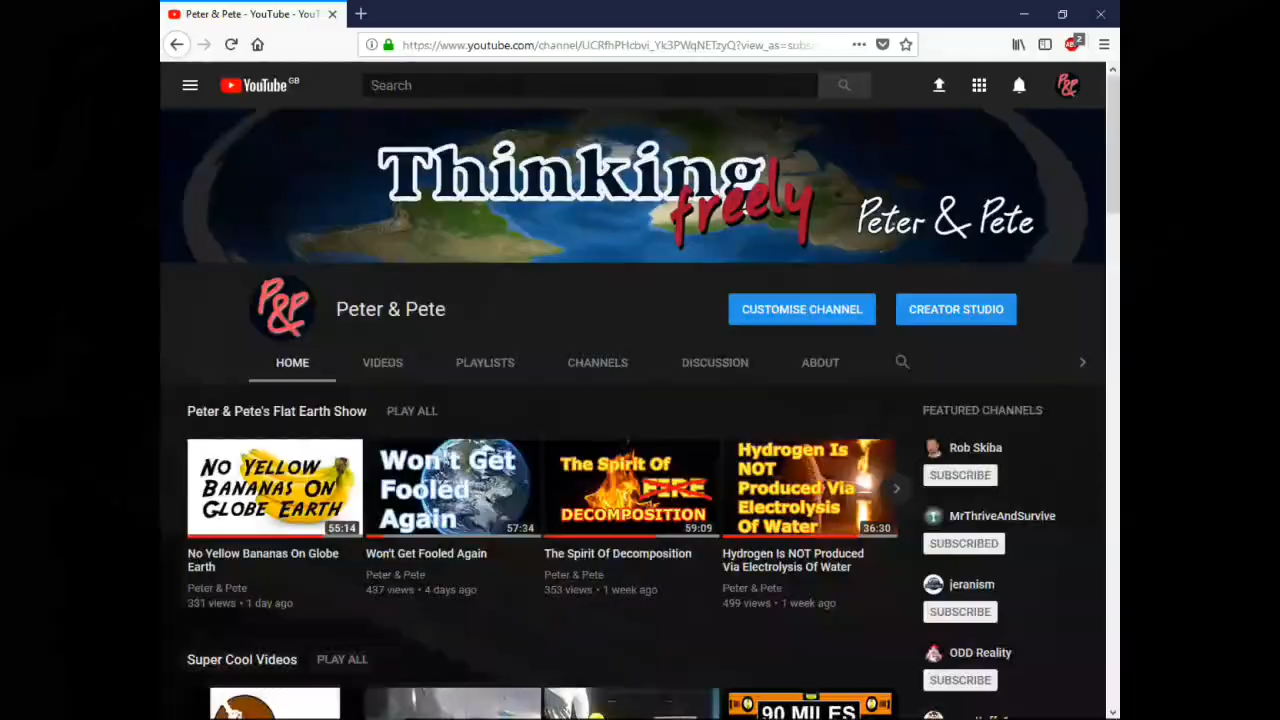 Peter & Pete - YouTube - YouT
2
https://www.youtube.com/channel/UCRfhPHcbvi_Yk3PWqNETzyQ?view_as=subs
YouTube GB
Search
P&P
Thinking
freely
Peter & Pete
P&P
Peter & Pete
CUSTOMISE CHANNEL
CREATOR STUDIO
HOME
VIDEOS
PLAYLISTS
CHANNELS
DISCUSSION
ABOUT
Peter & Pete's Flat Earth Show
PLAY ALL
NO YELLOW
BANANAS ON
GLOBE EARTH
55:14
No Yellow Bananas On Globe
Earth
Peter & Pete
331 views • 1 day ago
Won't Get
Fooled
Again
57:34
Won't Get Fooled Again
Peter & Pete
437 views • 4 days ago
The Spirit Of
FIRE
DECOMPOSITION
59:09
The Spirit Of Decomposition
Peter & Pete
353 views • 1 week ago
Hydrogen Is
NOT
Produced Via
Electrolysis
Of Water
36:30
Hydrogen Is NOT Produced
Via Electrolysis Of Water
Peter & Pete
499 views • 1 week ago
FEATURED CHANNELS
Rob Skiba
SUBSCRIBE
MrThriveAndSurvive
SUBSCRIBED
jeranism
SUBSCRIBE
ODD Reality
SUBSCRIBE
Super Cool Videos
PLAY ALL
90 MILES